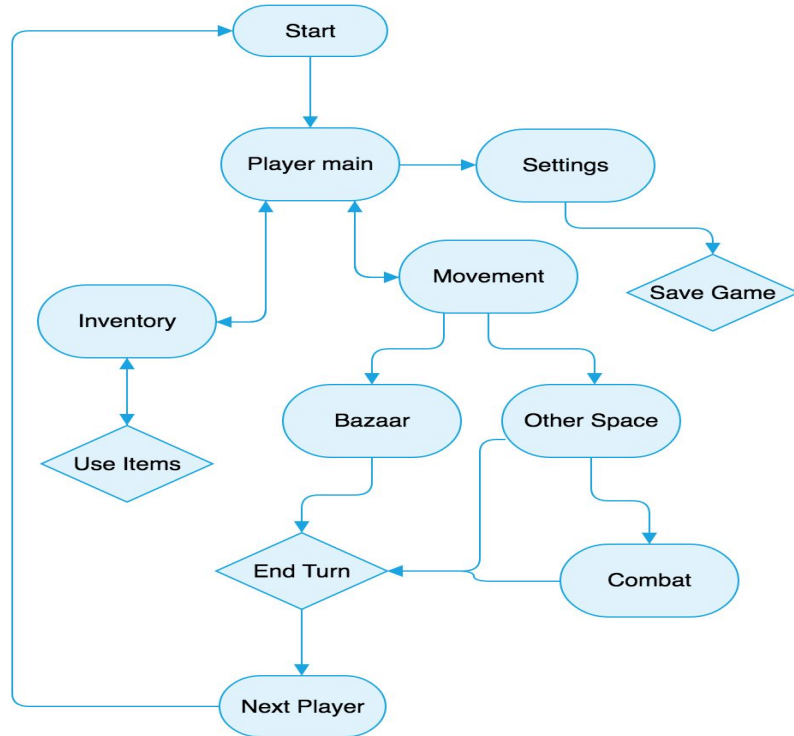 Start
Player main
Settings
Movement
Save Game
Inventory
Bazaar
Other Space
Use Items
End Turn
Combat
Next Player